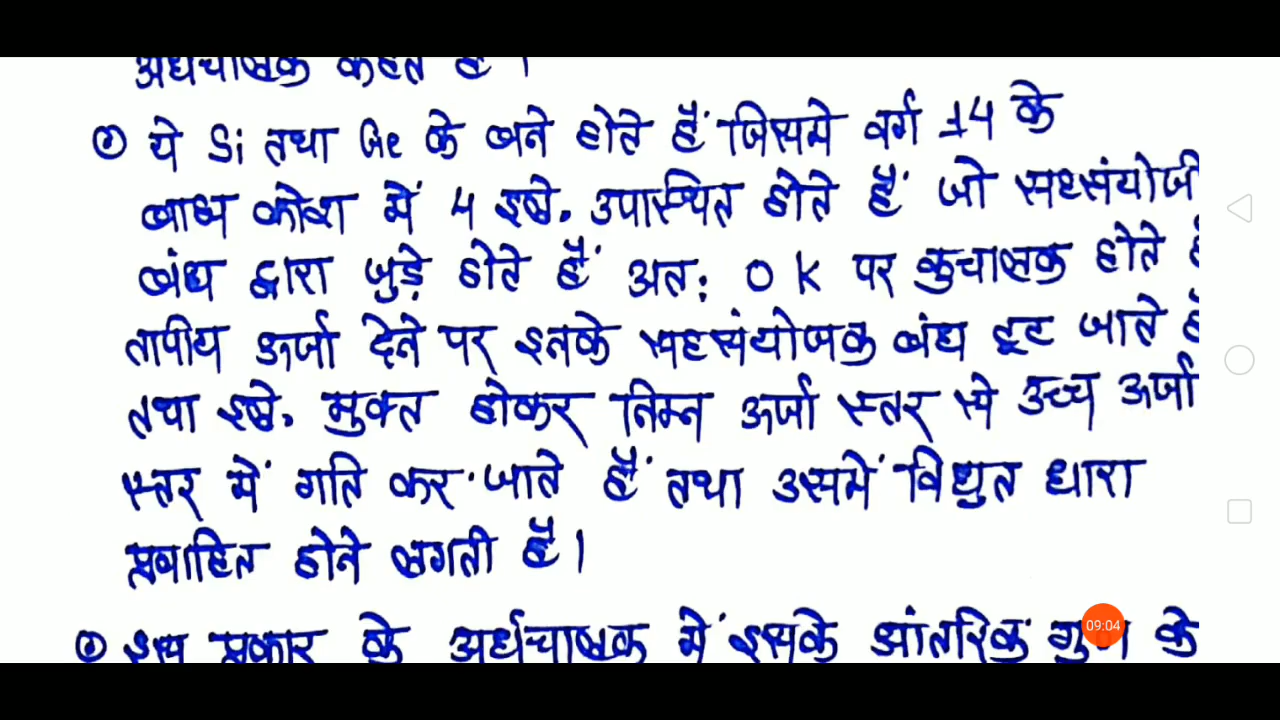 अर्धचालक कहते हैं।
ये Si तथा Ge के बने होते हैं जिसमे वर्ग 14 के
बाह्य कोश में 4 इले. उपस्थित होते हैं जो सहसंयोजी
बंध द्वारा जुड़े होते हैं अतः 0 K पर कुचालक होते है
तापीय ऊर्जा देने पर इनके सहसंयोजक बंध टूट जाते है
तथा इले. मुक्त होकर निम्न ऊर्जा स्तर से उच्च ऊर्जा
स्तर में गति कर जाते हैं तथा उसमें विधुत धारा
प्रवाहित होने लगती है।
इस प्रकार के अर्धचालक में इसके आंतरिक गुण के
09:04